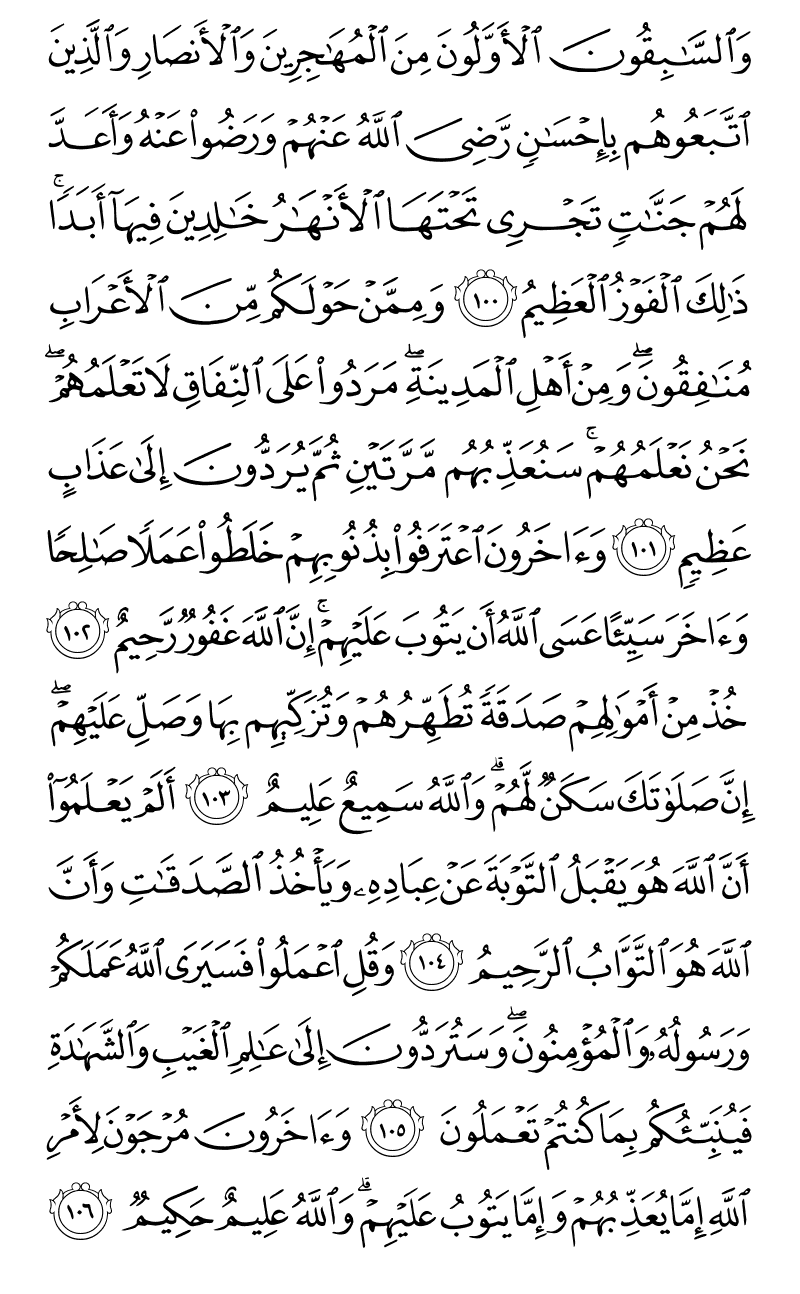 وَٱلسَّـٰبِقُونَ ٱلۡأَوَّلُونَ مِنَ ٱلۡمُهَـٰجِرِينَ وَٱلۡأَنصَارِ وَٱلَّذِينَ
ٱتَّبَعُوهُم بِإِحۡسَـٰنٖ رَّضِيَ ٱللَّهُ عَنۡهُمۡ وَرَضُواْ عَنۡهُ وَأَعَدَّ
لَهُمۡ جَنَّـٰتٖ تَجۡرِي تَحۡتَهَا ٱلۡأَنۡهَـٰرُ خَـٰلِدِينَ فِيهَآ أَبَدٗاۚ
ذَٰلِكَ ٱلۡفَوۡزُ ٱلۡعَظِيمُ ١٠٠ وَمِمَّنۡ حَوۡلَكُم مِّنَ ٱلۡأَعۡرَابِ
مُنَـٰفِقُونَۖ وَمِنۡ أَهۡلِ ٱلۡمَدِينَةِۖ مَرَدُواْ عَلَى ٱلنِّفَاقِ لَا تَعۡلَمُهُمۡۖ
نَحۡنُ نَعۡلَمُهُمۡۚ سَنُعَذِّبُهُم مَّرَّتَيۡنِ ثُمَّ يُرَدُّونَ إِلَىٰ عَذَابٍ
عَظِيمٖ ١٠١ وَءَاخَرُونَ ٱعۡتَرَفُواْ بِذُنُوبِهِمۡ خَلَطُواْ عَمَلٗا صَـٰلِحٗا
وَءَاخَرَ سَيِّئًا عَسَى ٱللَّهُ أَن يَتُوبَ عَلَيۡهِمۡۚ إِنَّ ٱللَّهَ غَفُورٞ رَّحِيمٌ ١٠٢
خُذۡ مِنۡ أَمۡوَٰلِهِمۡ صَدَقَةٗ تُطَهِّرُهُمۡ وَتُزَكِّيهِم بِهَا وَصَلِّ عَلَيۡهِمۡۖ
إِنَّ صَلَوٰتَكَ سَكَنٞ لَّهُمۡۗ وَٱللَّهُ سَمِيعٌ عَلِيمٌ ١٠٣ أَلَمۡ يَعۡلَمُوٓاْ
أَنَّ ٱللَّهَ هُوَ يَقۡبَلُ ٱلتَّوۡبَةَ عَنۡ عِبَادِهِۦ وَيَأۡخُذُ ٱلصَّدَقَـٰتِ وَأَنَّ
ٱللَّهَ هُوَ ٱلتَّوَّابُ ٱلرَّحِيمُ ١٠٤ وَقُلِ ٱعۡمَلُواْ فَسَيَرَى ٱللَّهُ عَمَلَكُمۡ
وَرَسُولُهُۥ وَٱلۡمُؤۡمِنُونَۖ وَسَتُرَدُّونَ إِلَىٰ عَـٰلِمِ ٱلۡغَيۡبِ وَٱلشَّهَـٰدَةِ
فَيُنَبِّئُكُم بِمَا كُنتُمۡ تَعۡمَلُونَ ١٠٥ وَءَاخَرُونَ مُرۡجَوۡنَ لِأَمۡرِ
ٱللَّهِ إِمَّا يُعَذِّبُهُمۡ وَإِمَّا يَتُوبُ عَلَيۡهِمۡۗ وَٱللَّهُ عَلِيمٌ حَكِيمٞ ١٠٦